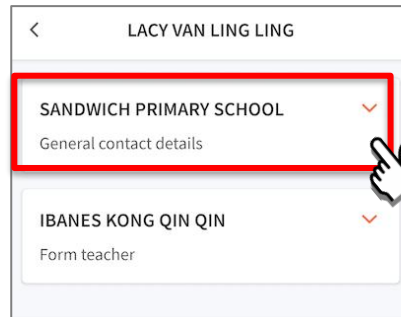 LACY VAN LING LING
SANDWICH PRIMARY SCHOOL
General contact details
IBANES KONG QIN QIN
Form teacher